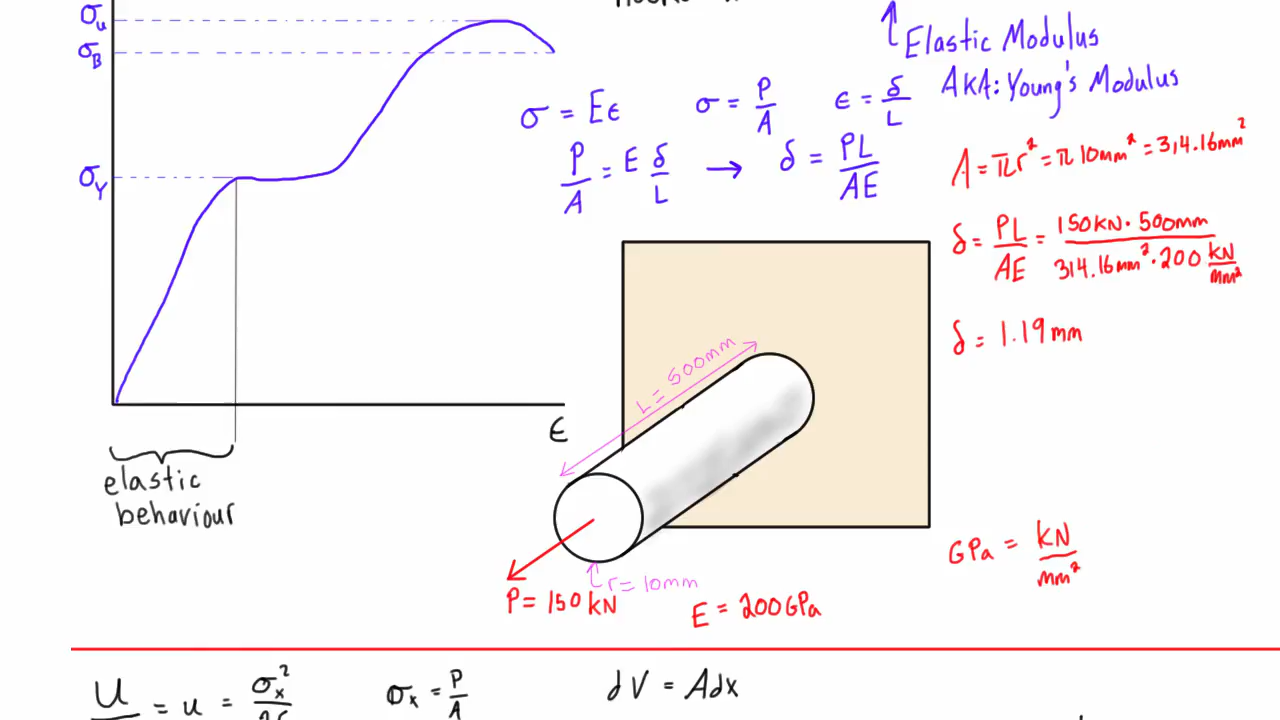 σu
σB
σY
ϵ
elastic
behaviour
Elastic Modulus
AKA: Young's Modulus
σ = Eϵ σ = P/A ϵ = δ/L
P/A = E δ/L → δ = PL/AE
A = πr² = π10mm² = 314.16mm²
δ = PL/AE = 150kN · 500mm / 314.16mm² · 200 kN/mm²
δ = 1.19mm
L = 500mm
r = 10mm
P = 150 kN
E = 200GPa
GPa = kN/mm²
= u = σx²
σx = P/A
dV = Adx